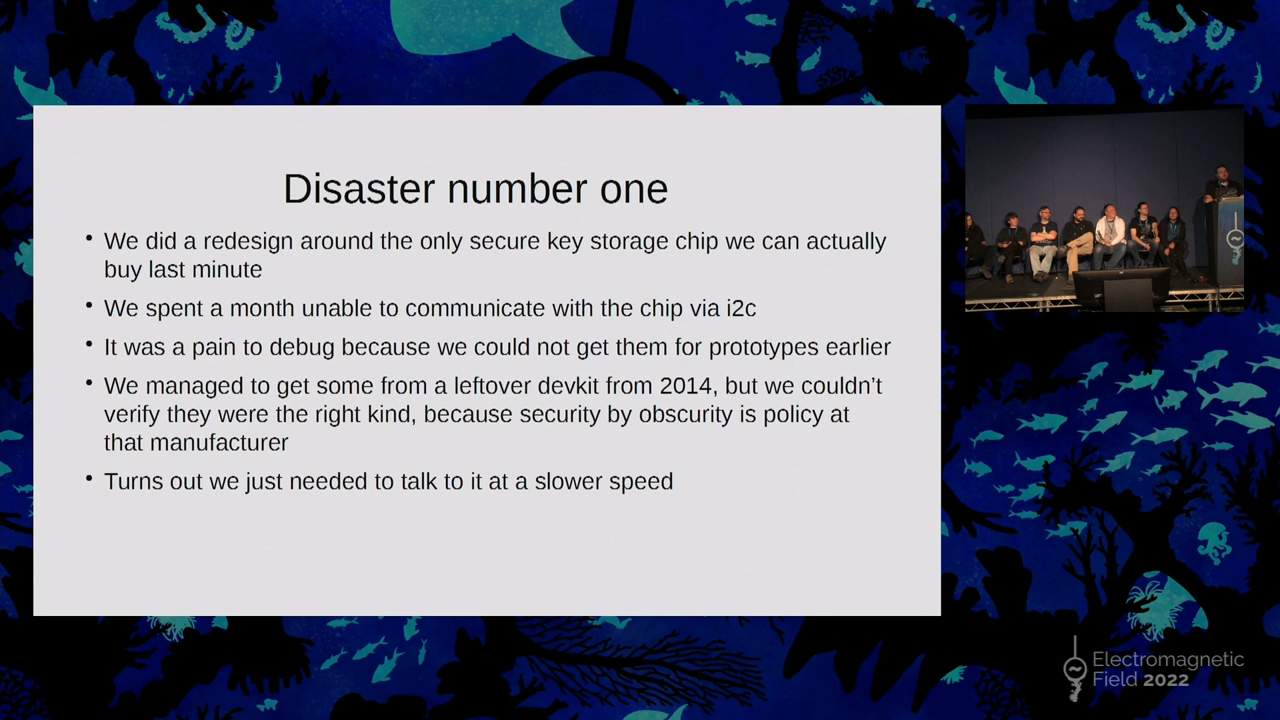 Disaster number one
• We did a redesign around the only secure key storage chip we can actually
buy last minute
• We spent a month unable to communicate with the chip via i2c
• It was a pain to debug because we could not get them for prototypes earlier
• We managed to get some from a leftover devkit from 2014, but we couldn’t
verify they were the right kind, because security by obscurity is policy at
that manufacturer
• Turns out we just needed to talk to it at a slower speed
Electromagnetic
Field 2022